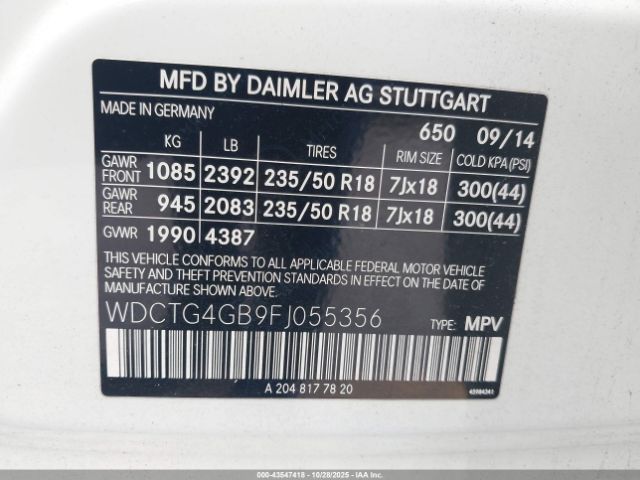 MFD BY DAIMLER AG STUTTGART
MADE IN GERMANY
650 09/14
KG LB TIRES RIM SIZE COLD KPA(PSI)
GAWR FRONT 1085 2392 235/50 R18 7Jx18 300(44)
GAWR REAR 945 2083 235/50 R18 7Jx18 300(44)
GVWR 1990 4387
THIS VEHICLE CONFORMS TO ALL APPLICABLE FEDERAL MOTOR VEHICLE
SAFETY AND THEFT PREVENTION STANDARDS IN EFFECT ON THE DATE
OF MANUFACTURE SHOWN ABOVE.
WDCTG4GB9FJ055356 TYPE: MPV
A 204 817 78 20
000-43547418 | 10/28/2025 | IAAI